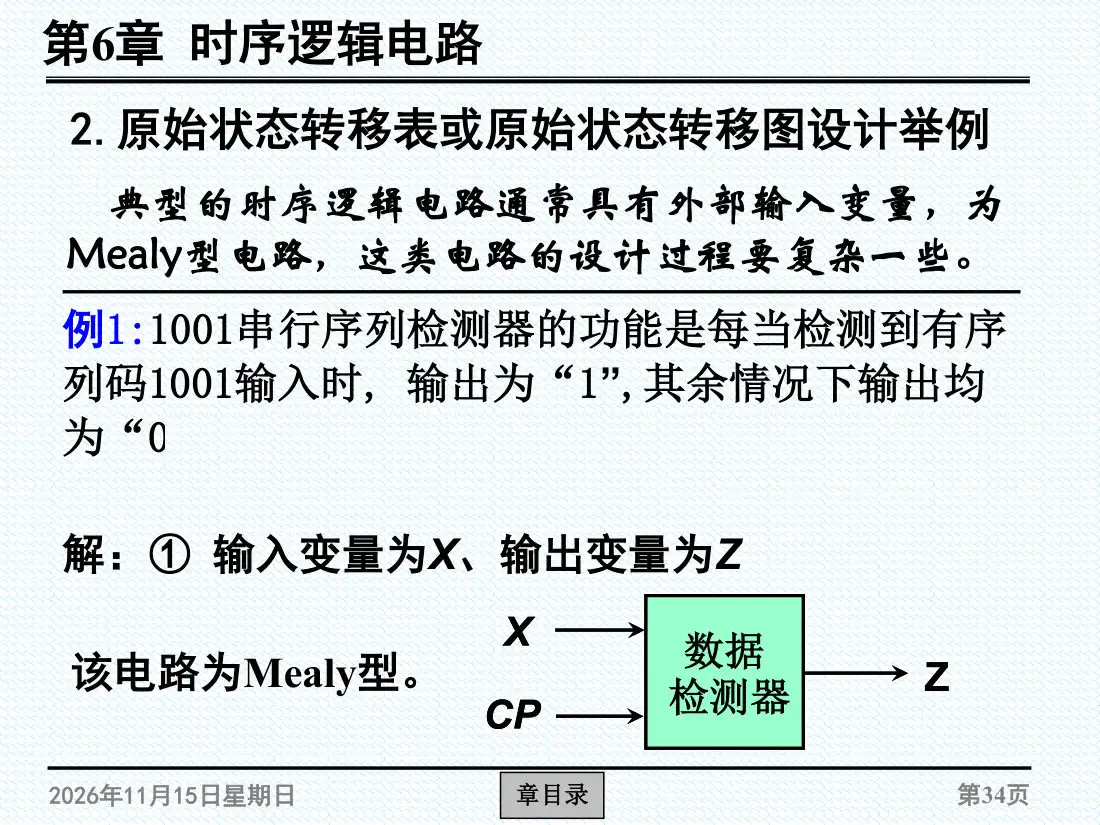 第6章 时序逻辑电路
2.原始状态转移表或原始状态转移图设计举例
典型的时序逻辑电路通常具有外部输入变量，为
Mealy型电路，这类电路的设计过程要复杂一些。
例1:1001串行序列检测器的功能是每当检测到有序
列码1001输入时, 输出为“1”,其余情况下输出均
为“0
解：① 输入变量为X、输出变量为Z
X
数据
该电路为Mealy型。
检测器
Z
CP
2026年11月15日星期日
章目录
第34页